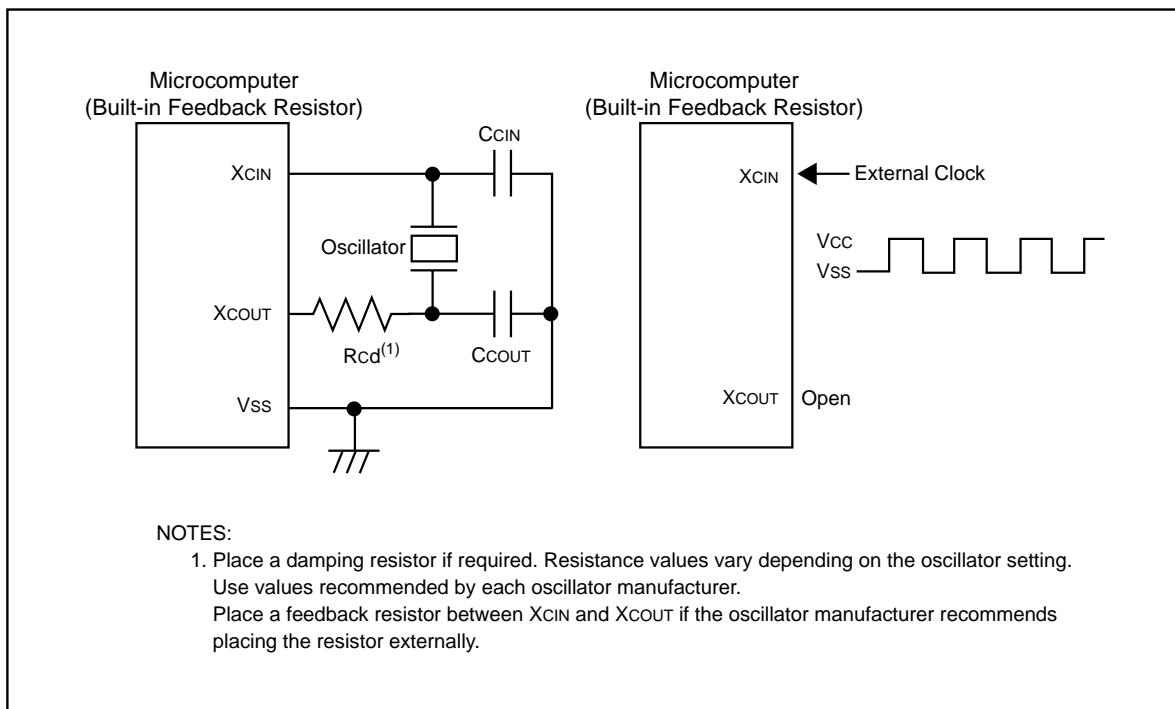 Microcomputer
(Built-in Feedback Resistor)
XCIN
CCIN
Oscillator
XCOUT
RCd(1)
CCOUT
VSS
Microcomputer
(Built-in Feedback Resistor)
XCIN
External Clock
VCC
VSS
XCOUT
Open
NOTES:
1. Place a damping resistor if required. Resistance values vary depending on the oscillator setting.
Use values recommended by each oscillator manufacturer.
Place a feedback resistor between XCIN and XCOUT if the oscillator manufacturer recommends
placing the resistor externally.